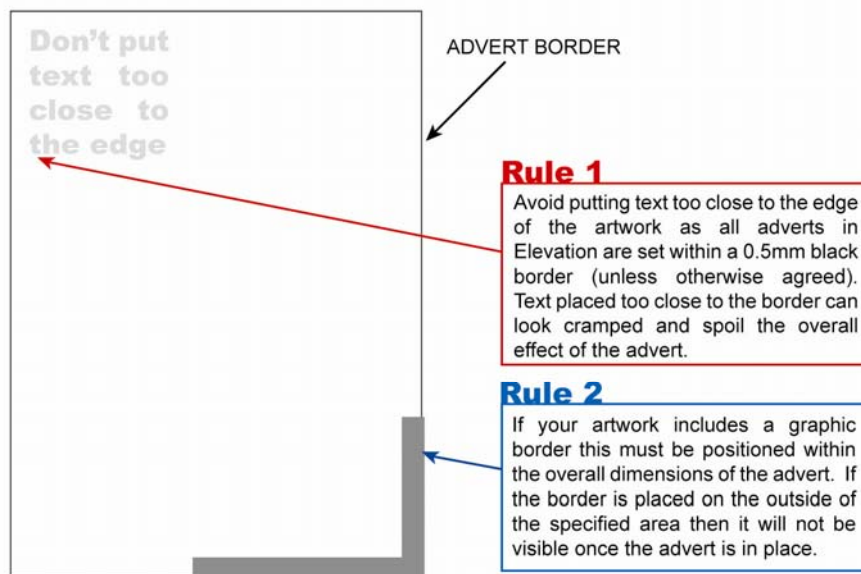 Don't put
text too
close to
the edge
ADVERT BORDER
Rule 1
Avoid putting text too close to the edge
of the artwork as all adverts in
Elevation are set within a 0.5mm black
border (unless otherwise agreed).
Text placed too close to the border can
look cramped and spoil the overall
effect of the advert.
Rule 2
If your artwork includes a graphic
border this must be positioned within
the overall dimensions of the advert. If
the border is placed on the outside of
the specified area then it will not be
visible once the advert is in place.